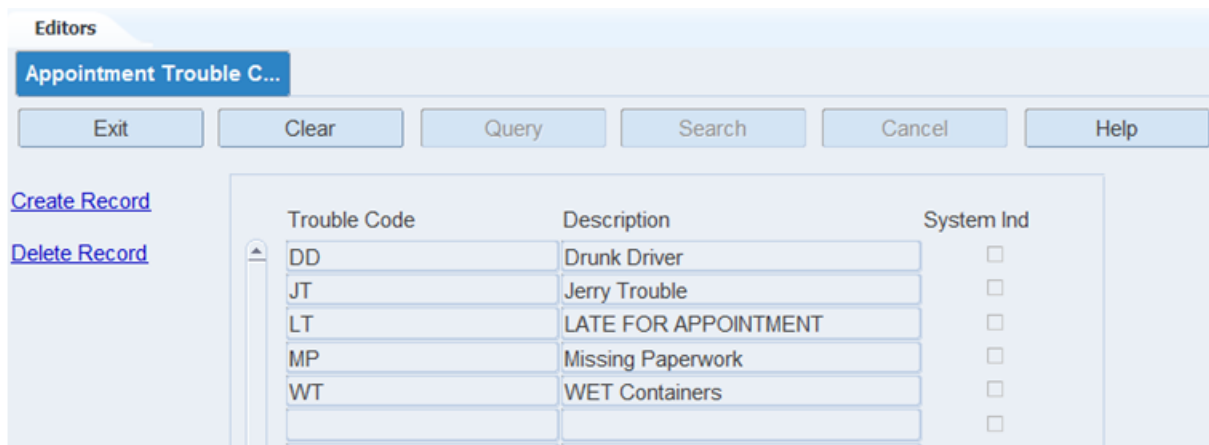 Editors
Appointment Trouble C...
Exit Clear Query Search Cancel Help
Create Record
Delete Record
Trouble Code Description System Ind
DD Drunk Driver
JT Jerry Trouble
LT LATE FOR APPOINTMENT
MP Missing Paperwork
WT WET Containers